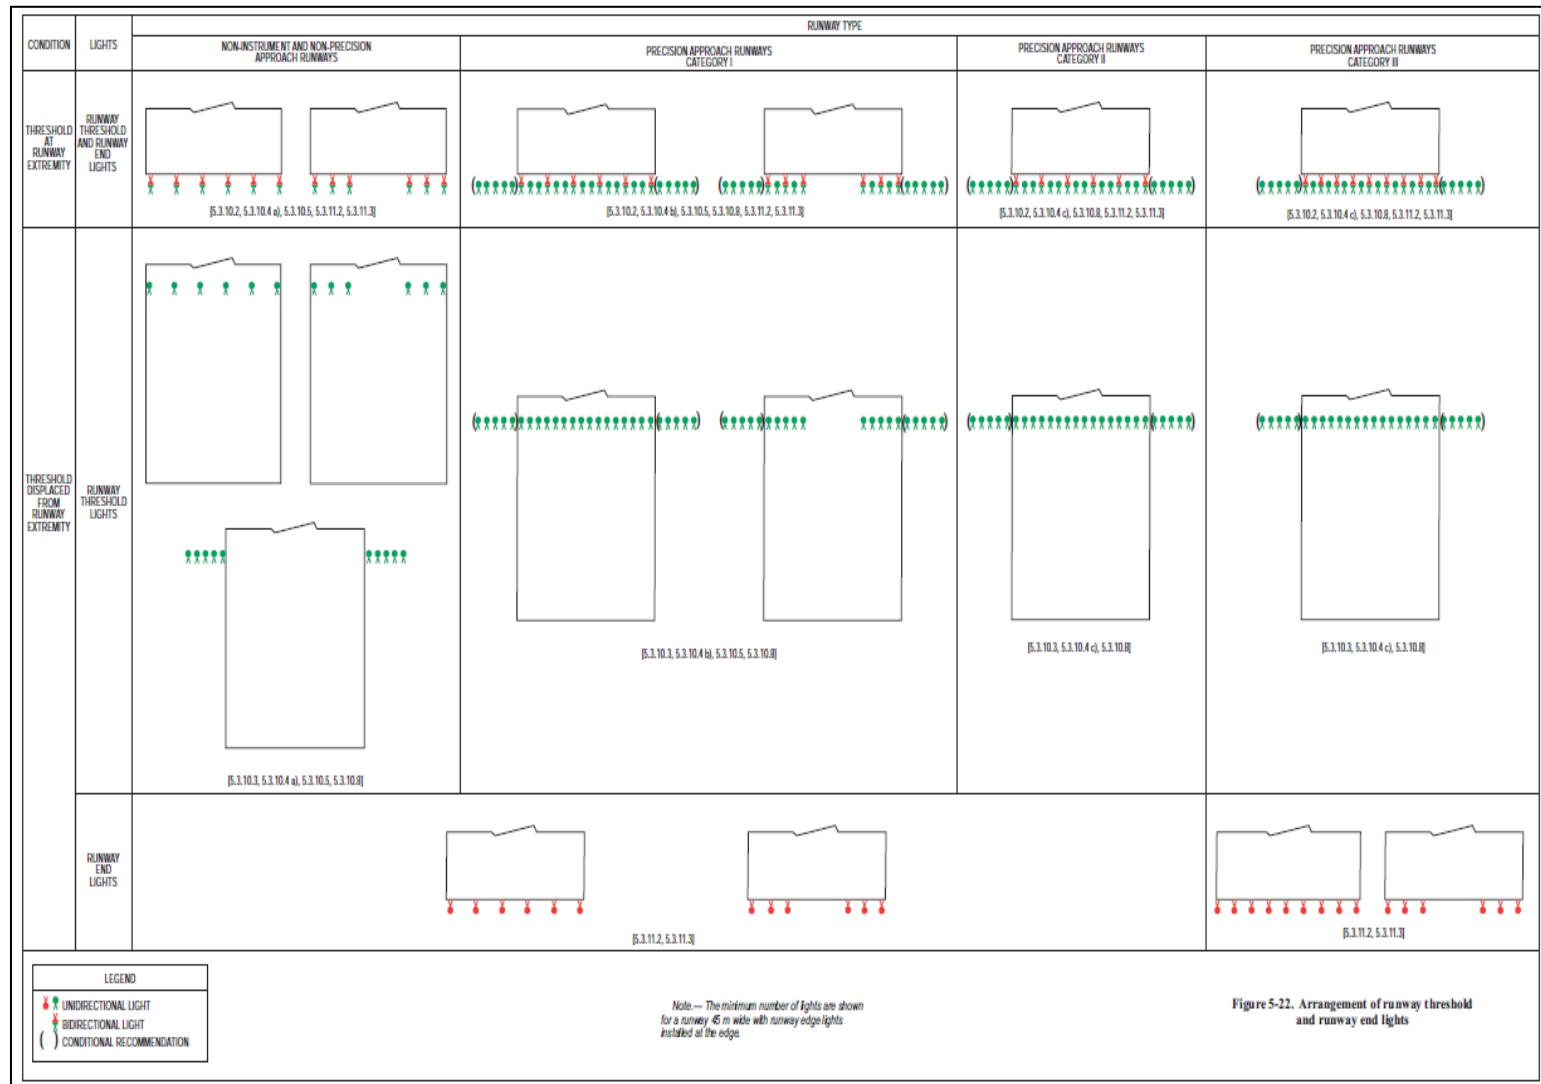 RUNWAY TYPE
CONDITION
LIGHTS
NON-INSTRUMENT AND NON-PRECISION
APPROACH RUNWAYS
PRECISION APPROACH RUNWAYS
CATEGORY I
PRECISION APPROACH RUNWAYS
CATEGORY II
PRECISION APPROACH RUNWAYS
CATEGORY III
THRESHOLD
AT
RUNWAY
EXTREMITY
RUNWAY
THRESHOLD
AND RUNWAY
END
LIGHTS
[5.3.10.2, 5.3.10.4 a), 5.3.10.5, 5.3.11.2, 5.3.11.3]
[5.3.10.2, 5.3.10.4 b), 5.3.10.5, 5.3.10.8, 5.3.11.2, 5.3.11.3]
[5.3.10.2, 5.3.10.4 c), 5.3.10.8, 5.3.11.2, 5.3.11.3]
[5.3.10.2, 5.3.10.4 c), 5.3.10.8, 5.3.11.2, 5.3.11.3]
THRESHOLD
DISPLACED
FROM
RUNWAY
EXTREMITY
RUNWAY
THRESHOLD
LIGHTS
[5.3.10.3, 5.3.10.4 a), 5.3.10.5, 5.3.10.8]
[5.3.10.3, 5.3.10.4 b), 5.3.10.5, 5.3.10.8]
[5.3.10.3, 5.3.10.4 c), 5.3.10.8]
[5.3.10.3, 5.3.10.4 c), 5.3.10.8]
RUNWAY
END
LIGHTS
[5.3.11.2, 5.3.11.3]
[5.3.11.2, 5.3.11.3]
LEGEND
UNIDIRECTIONAL LIGHT
BIDIRECTIONAL LIGHT
( ) CONDITIONAL RECOMMENDATION
Note.— The minimum number of lights are shown
for a runway 45 m wide with runway edge lights
installed at the edge.
Figure 5-22. Arrangement of runway threshold
and runway end lights